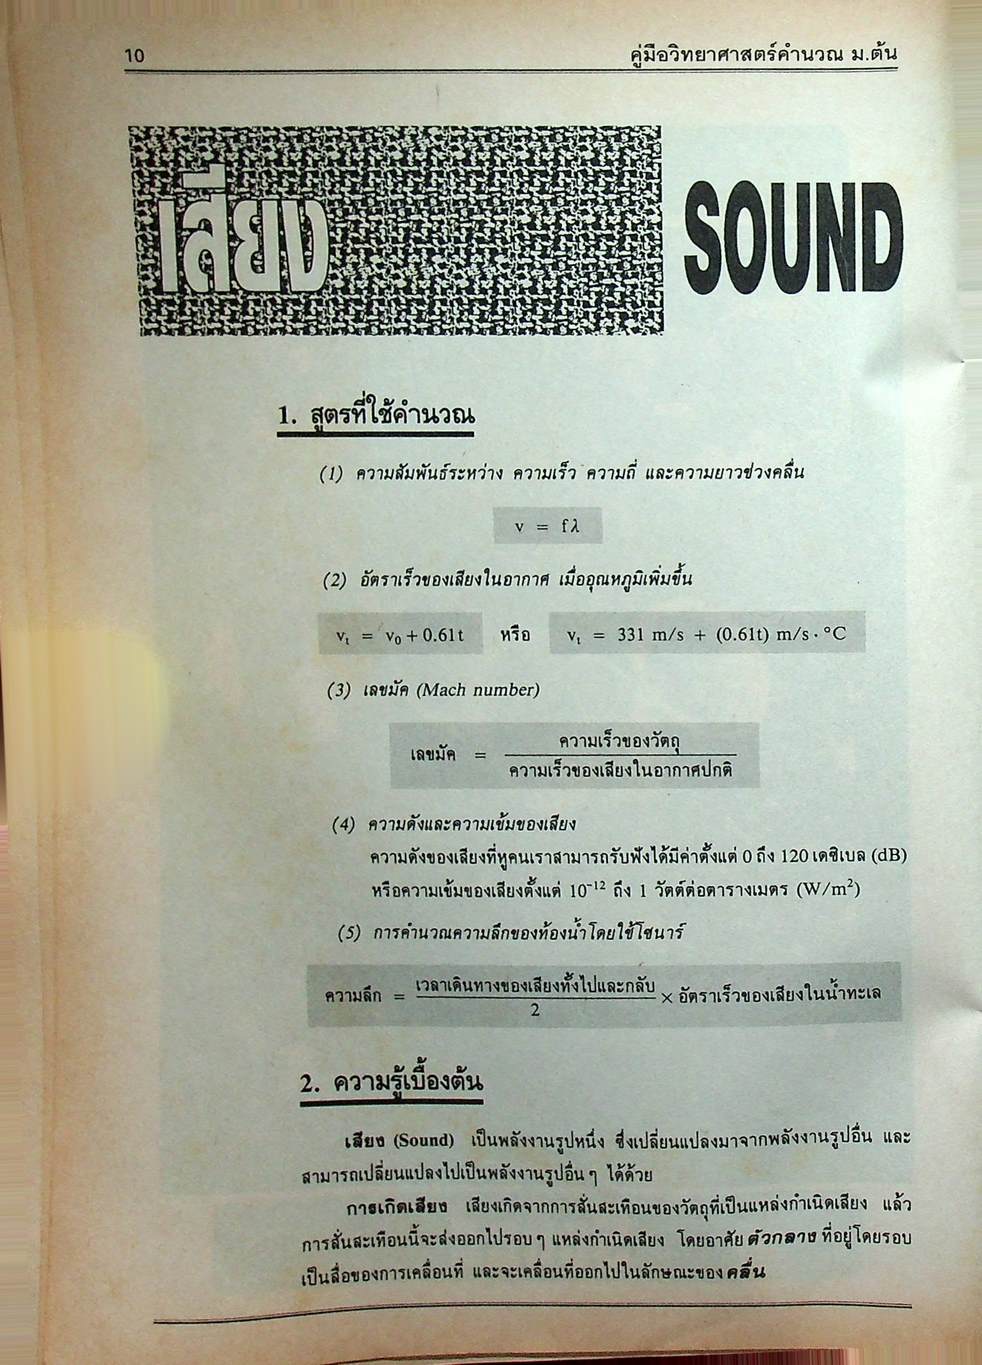 10
คู่มือวิทยาศาสตร์คำนวณ ม.ต้น
เสียง
SOUND
1. สูตรที่ใช้คำนวณ
(1) ความสัมพันธ์ระหว่าง ความเร็ว ความถี่ และความยาวช่วงคลื่น
v = fλ
(2) อัตราเร็วของเสียงในอากาศ เมื่ออุณหภูมิเพิ่มขึ้น
vₜ = v₀ + 0.61t หรือ vₜ = 331 m/s + (0.61t) m/s · °C
(3) เลขมัค (Mach number)
เลขมัค = ความเร็วของวัตถุ
ความเร็วของเสียงในอากาศปกติ
(4) ความดังและความเข้มของเสียง
ความดังของเสียงที่หูคนเราสามารถรับฟังได้มีค่าตั้งแต่ 0 ถึง 120 เดซิเบล (dB)
หรือความเข้มของเสียงตั้งแต่ 10⁻¹² ถึง 1 วัตต์ต่อตารางเมตร (W/m²)
(5) การคำนวณความลึกของท้องน้ำโดยใช้โซนาร์
ความลึก = เวลาเดินทางของเสียงทั้งไปและกลับ × อัตราเร็วของเสียงในน้ำทะเล
2
2. ความรู้เบื้องต้น
เสียง (Sound) เป็นพลังงานรูปหนึ่ง ซึ่งเปลี่ยนแปลงมาจากพลังงานรูปอื่น และ
สามารถเปลี่ยนแปลงไปเป็นพลังงานรูปอื่น ๆ ได้ด้วย
การเกิดเสียง เสียงเกิดจากการสั่นสะเทือนของวัตถุที่เป็นแหล่งกำเนิดเสียง แล้ว
การสั่นสะเทือนนี้จะส่งออกไปรอบ ๆ แหล่งกำเนิดเสียง โดยอาศัย ตัวกลาง ที่อยู่โดยรอบ
เป็นสื่อของการเคลื่อนที่ และจะเคลื่อนที่ออกไปในลักษณะของ คลื่น